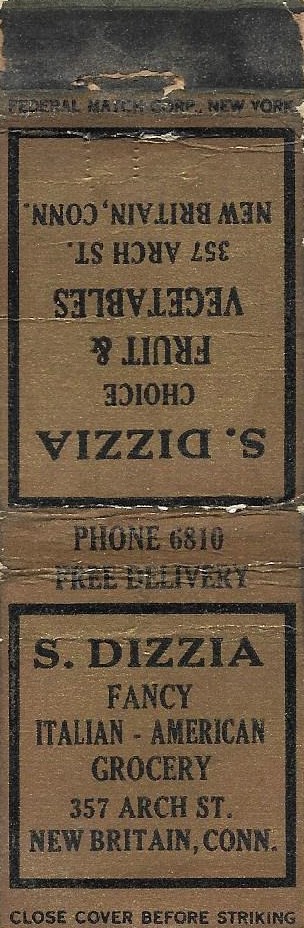 FEDERAL MATCH CORP., NEW YORK
S. DIZZIA
CHOICE
FRUIT &
VEGETABLES
357 ARCH ST.
NEW BRITAIN, CONN.
PHONE 6810
FREE DELIVERY
S. DIZZIA
FANCY
ITALIAN - AMERICAN
GROCERY
357 ARCH ST.
NEW BRITAIN, CONN.
CLOSE COVER BEFORE STRIKING